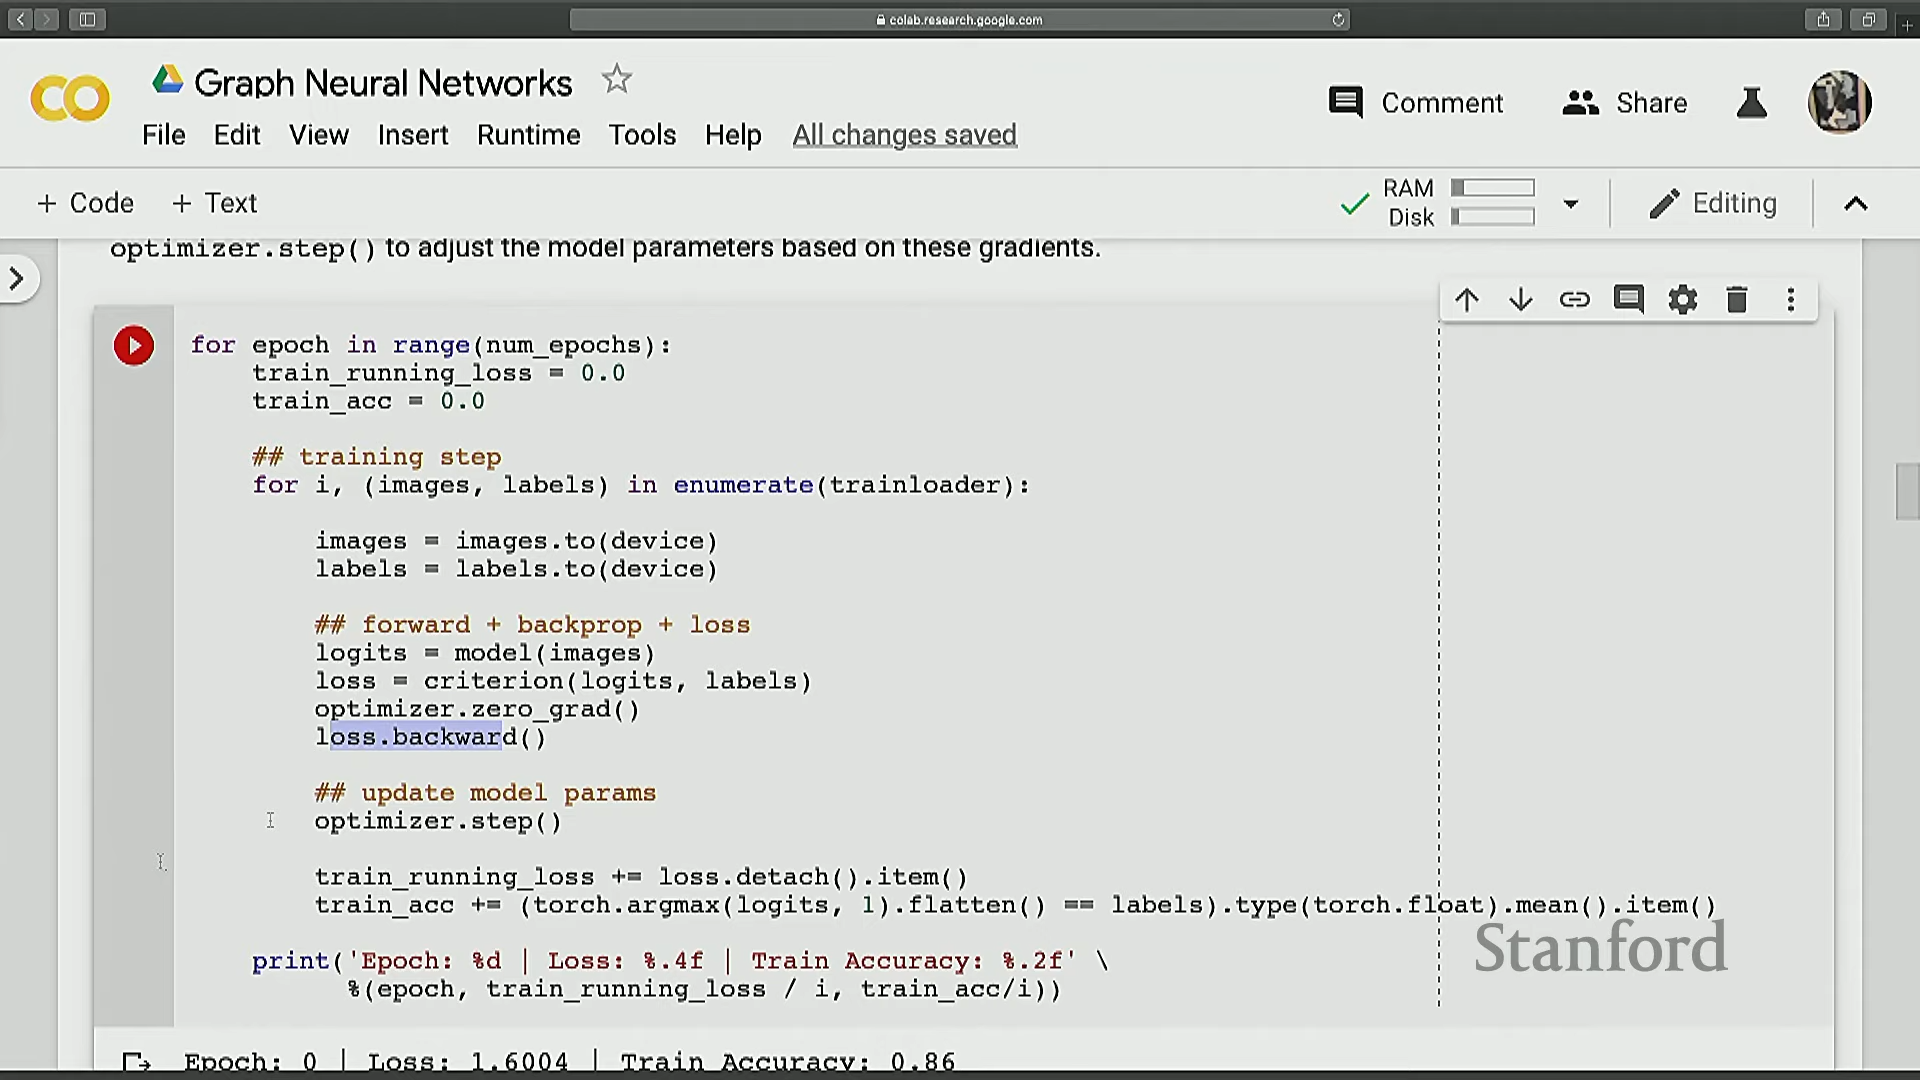 colab.research.google.com
Graph Neural Networks
Comment
Share
File Edit View Insert Runtime Tools Help All changes saved
+ Code + Text
RAM
Disk
Editing
optimizer.step() to adjust the model parameters based on these gradients.
for epoch in range(num_epochs):
train_running_loss = 0.0
train_acc = 0.0
## training step
for i, (images, labels) in enumerate(trainloader):
images = images.to(device)
labels = labels.to(device)
## forward + backprop + loss
logits = model(images)
loss = criterion(logits, labels)
optimizer.zero_grad()
loss.backward()
## update model params
optimizer.step()
train_running_loss += loss.detach().item()
train_acc += (torch.argmax(logits, 1).flatten() == labels).type(torch.float).mean().item()
print('Epoch: %d | Loss: %.4f | Train Accuracy: %.2f' \
%(epoch, train_running_loss / i, train_acc/i))
Stanford
Epoch: 0 | Loss: 1.6004 | Train Accuracy: 0.86